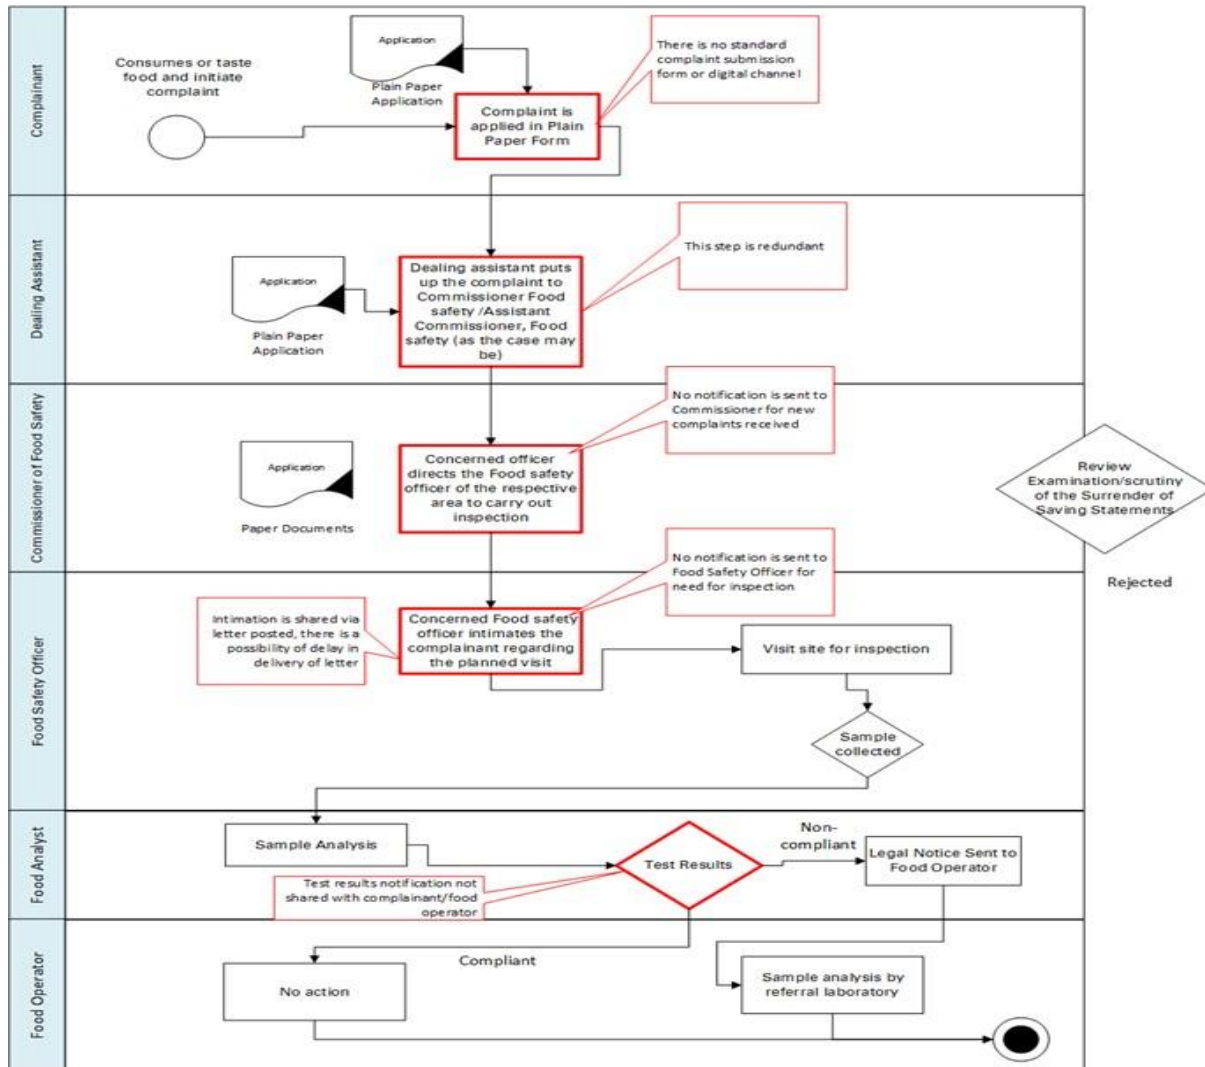 Complainant
Consumes or taste
food and initiate
complaint
Application
Plain Paper
Application
Complaint is
applied in Plain
Paper Form
There is no standard
complaint submission
form or digital channel
Dealing Assistant
Application
Plain Paper
Application
Dealing assistant puts
up the complaint to
Commissioner Food
safety /Assistant
Commissioner, Food
safety (as the case may
be)
This step is redundant
Commissioner of Food Safety
Application
Paper Documents
Concerned officer
directs the Food safety
officer of the respective
area to carry out
inspection
No notification is sent to
Commissioner for new
complaints received
Review
Examination/scrutiny
of the Surrender of
Saving Statements
Rejected
Food Safety Officer
Intimation is shared via
letter posted, there is a
possibility of delay in
delivery of letter
Concerned Food safety
officer intimates the
complainant regarding
the planned visit
No notification is sent to
Food Safety Officer for
need for inspection
Visit site for inspection
Sample
collected
Food Analyst
Sample Analysis
Test results notification not
shared with complainant/food
operator
Test Results
Non-
compliant
Legal Notice Sent to
Food Operator
Food Operator
Compliant
No action
Sample analysis by
referral laboratory